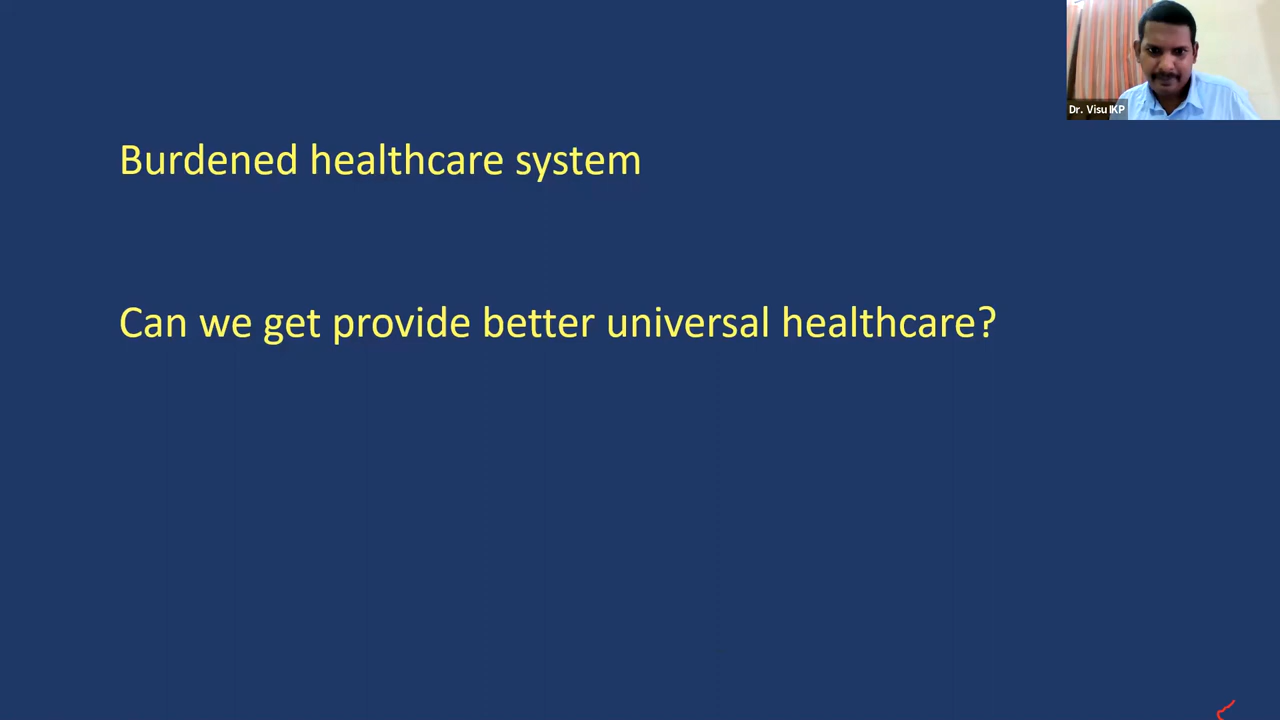 Dr. Visu IKP
Burdened healthcare system
Can we get provide better universal healthcare?